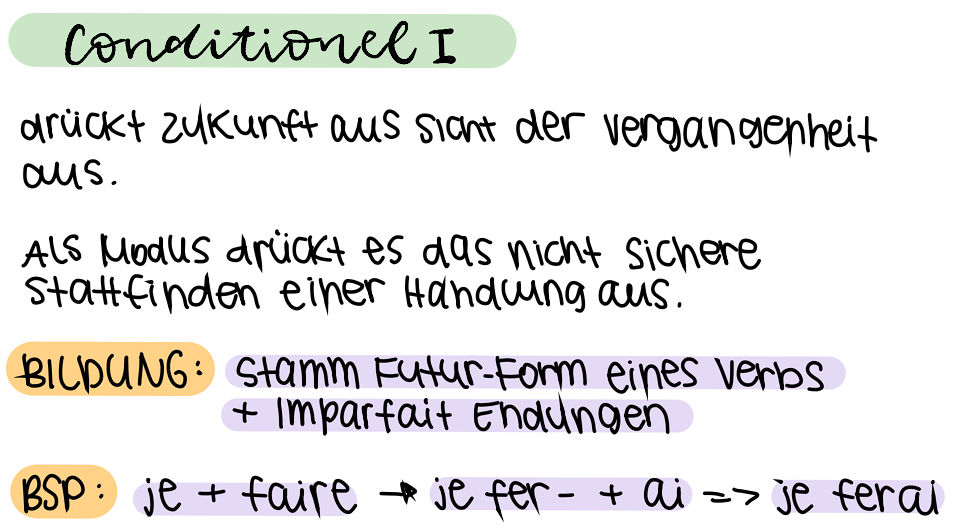 Conditionel I
drückt Zukunft aus Sicht der Vergangenheit
aus.
Als Modus drückt es das nicht sichere
Stattfinden einer Handlung aus.
BILDUNG: Stamm Futur-Form eines Verbs
+ Imparfait Endungen
BSP: je + faire → je fer- + ai => je ferai